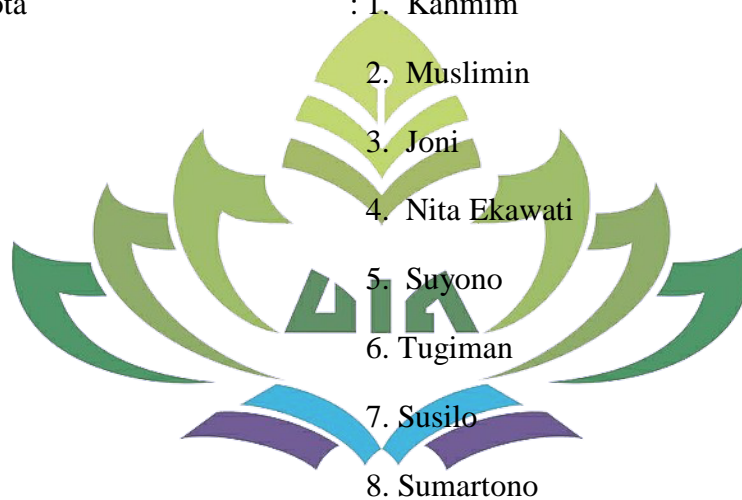 ota : 1. Kahmim
2. Muslimin
3. Joni
4. Nita Ekawati
5. Suyono
6. Tugiman
7. Susilo
8. Sumartono